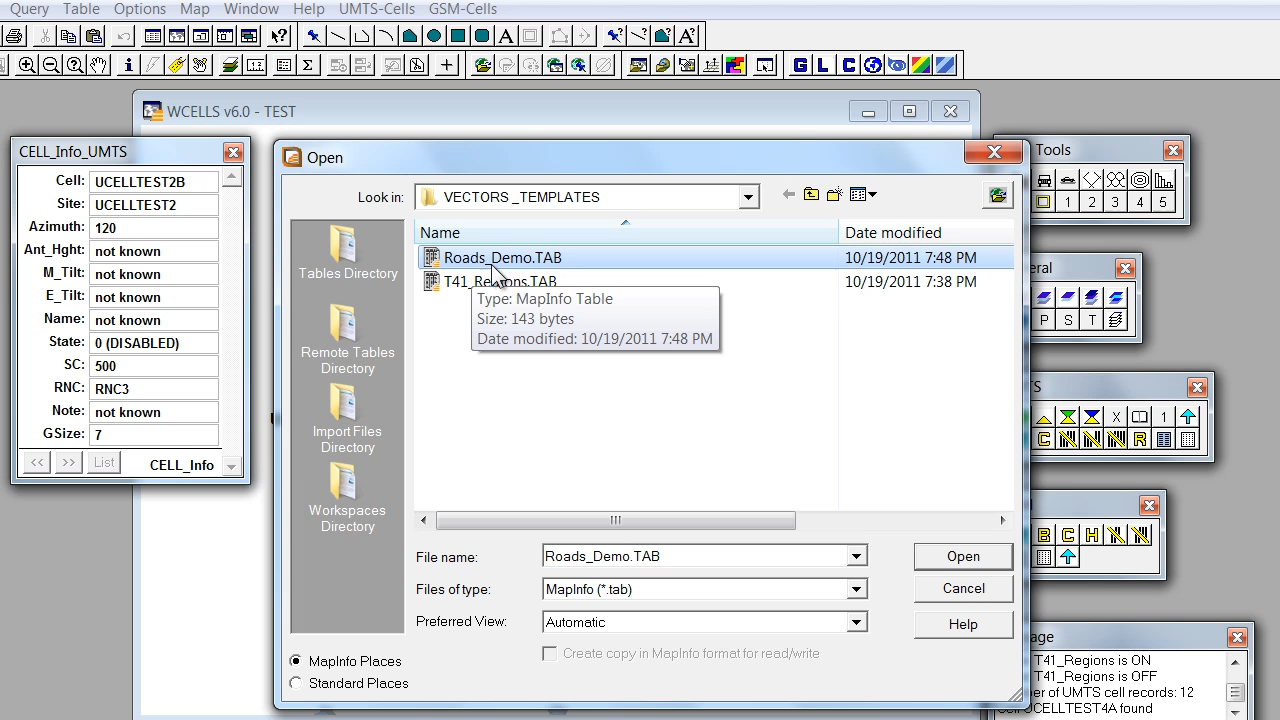 Query Table Options Map Window Help UMTS-Cells GSM-Cells
WCELLS v6.0 - TEST
CELL_Info_UMTS
Cell: UCELLTEST2B
Site: UCELLTEST2
Azimuth: 120
Ant_Hght: not known
M_Tilt: not known
E_Tilt: not known
Name: not known
State: 0 (DISABLED)
SC: 500
RNC: RNC3
Note: not known
GSize: 7
<< >> List CELL_Info
Open
Look in: VECTORS _TEMPLATES
Tables Directory
Remote Tables
Directory
Import Files
Directory
Workspaces
Directory
Name Date modified
Roads_Demo.TAB 10/19/2011 7:48 PM
T41_Regions.TAB 10/19/2011 7:38 PM
Type: MapInfo Table
Size: 143 bytes
Date modified: 10/19/2011 7:48 PM
File name: Roads_Demo.TAB Open
Files of type: MapInfo (*.tab) Cancel
Preferred View: Automatic Help
Create copy in MapInfo format for read/write
MapInfo Places
Standard Places
Tools
1 2 3 4 5
eral
P S T
TS
X 1
C R
B C H
age
T41_Regions is ON
T41_Regions is OFF
er of UMTS cell records: 12
UCELLTEST4A found
G L C